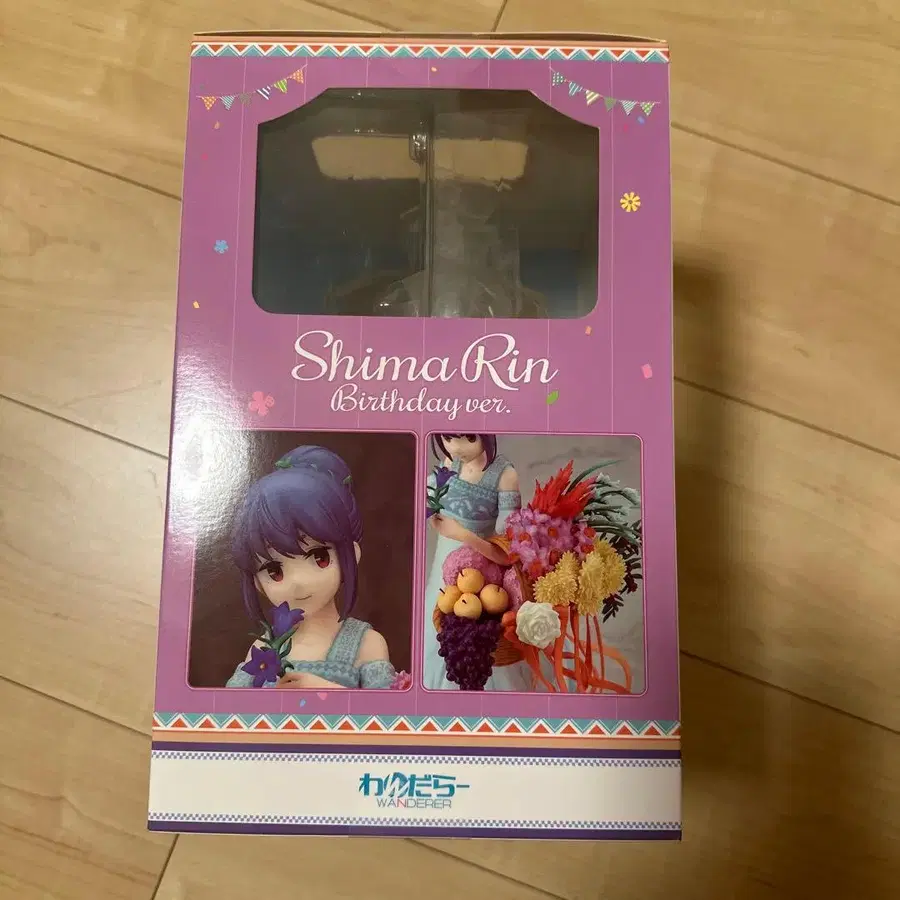 Shima Rin
Birthday ver.
わんだらー
WANDERER